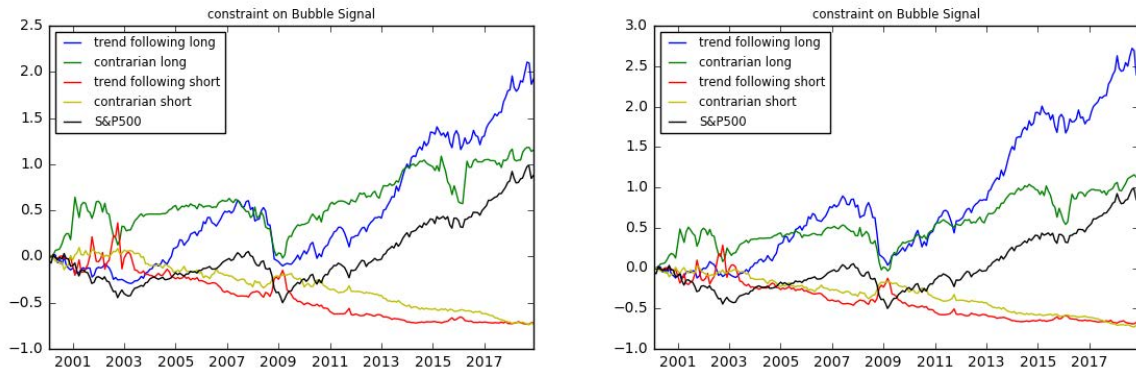 constraint on Bubble Signal
2.5
2.0
1.5
1.0
0.5
0.0
−0.5
−1.0
trend following long
contrarian long
trend following short
contrarian short
S&P500
2001 2003 2005 2007 2009 2011 2013 2015 2017
constraint on Bubble Signal
3.0
2.5
2.0
1.5
1.0
0.5
0.0
−0.5
−1.0
trend following long
contrarian long
trend following short
contrarian short
S&P500
2001 2003 2005 2007 2009 2011 2013 2015 2017